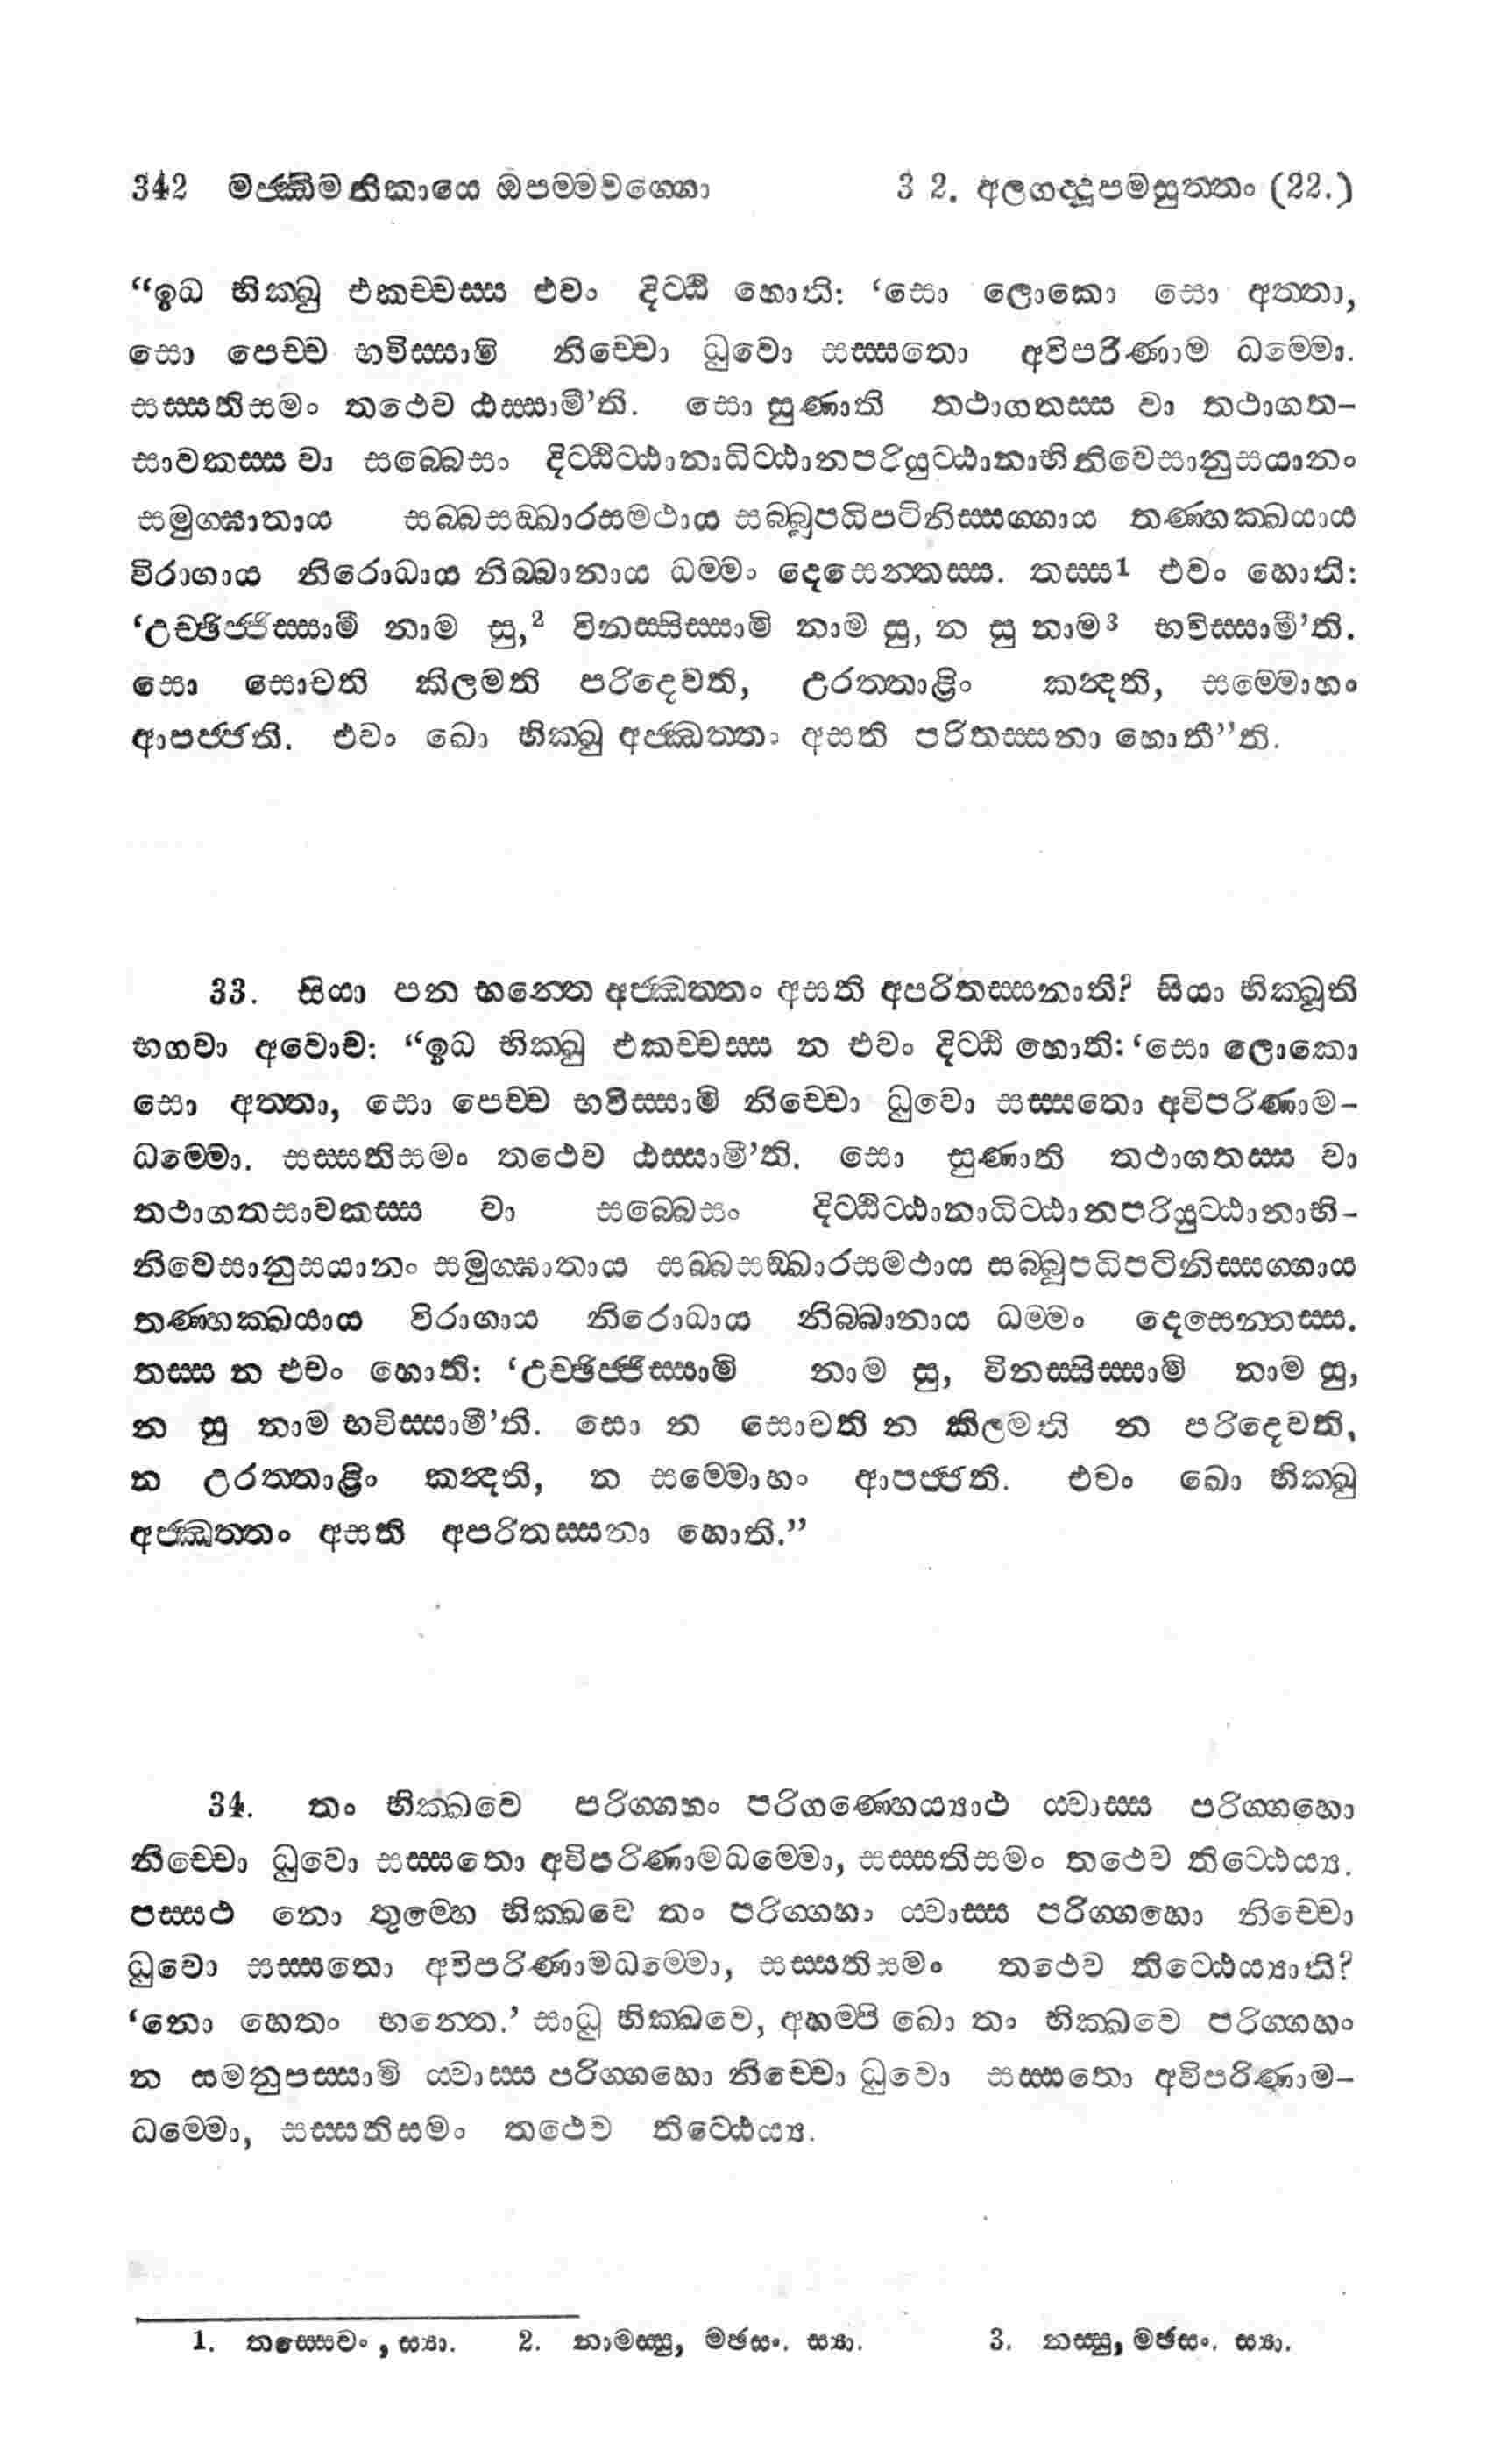 342 මජ්ඣිමනිකායෙ ඔපම්මවග්ගො 3 2. අලගද්දූපමසුත්තං (22.)
“ඉධ භික්ඛු එකච්චස්ස එවං දිට්ඨි හොති: ‘සො ලොකො සො අත්තා,
සො පෙච්ච භවිස්සාමි නිච්චො ධුවො සස්සතො අවිපරිණාම ධම්මො.
සස්සතිසමං තථෙව ඨස්සාමී’ති. සො සුණාති තථාගතස්ස වා තථාගත-
සාවකස්ස වා සබ්බෙසං දිට්ඨිට්ඨානාධිට්ඨානපරියුට්ඨානාභිනිවෙසානුසයානං
සමුග්ඝාතාය සබ්බසඞ්ඛාරසමථාය සබ්බූපධිපටිනිස්සග්ගාය තණ්හක්ඛයාය
විරාගාය නිරොධාය නිබ්බානාය ධම්මං දෙසෙන්තස්ස. තස්ස1 එවං හොති:
‘උච්ඡිජ්ජිස්සාමි නාම සු,2 විනස්සිස්සාමි නාම සු, න සු නාම3 භවිස්සාමී’ති.
සො සොචති කිලමති පරිදෙවති, උරත්තාළිං කන්දති, සම්මොහං
ආපජ්ජති. එවං ඛො භික්ඛු අජ්ඣත්තං අසති පරිතස්සනා හොතී”ති.
33. සියා පන භන්තෙ අජ්ඣත්තං අසති අපරිතස්සනාති? සියා භික්ඛූති
භගවා අවොච: “ඉධ භික්ඛු එකච්චස්ස න එවං දිට්ඨි හොති: ‘සො ලොකො
සො අත්තා, සො පෙච්ච භවිස්සාමි නිච්චො ධුවො සස්සතො අවිපරිණාම-
ධම්මො. සස්සතිසමං තථෙව ඨස්සාමී’ති. සො සුණාති තථාගතස්ස වා
තථාගතසාවකස්ස වා සබ්බෙසං දිට්ඨිට්ඨානාධිට්ඨානපරියුට්ඨානාභි-
නිවෙසානුසයානං සමුග්ඝාතාය සබ්බසඞ්ඛාරසමථාය සබ්බූපධිපටිනිස්සග්ගාය
තණ්හක්ඛයාය විරාගාය නිරොධාය නිබ්බානාය ධම්මං දෙසෙන්තස්ස.
තස්ස න එවං හොති: ‘උච්ඡිජ්ජිස්සාමි නාම සු, විනස්සිස්සාමි නාම සු,
න සු නාම භවිස්සාමී’ති. සො න සොචති න කිලමති න පරිදෙවති,
න උරත්තාළිං කන්දති, න සම්මොහං ආපජ්ජති. එවං ඛො භික්ඛු
අජ්ඣත්තං අසති අපරිතස්සනා හොති.”
34. තං භික්ඛවෙ පරිග්ගහං පරිගණ්හෙය්‍යාථ ය්වාස්ස පරිග්ගහො
නිච්චො ධුවො සස්සතො අවිපරිණාමධම්මො, සස්සතිසමං තථෙව තිට්ඨෙය්‍ය.
පස්සථ නො තුම්හෙ භික්ඛවෙ තං පරිග්ගහං ය්වාස්ස පරිග්ගහො නිච්චො
ධුවො සස්සතො අවිපරිණාමධම්මො, සස්සතිසමං තථෙව තිට්ඨෙය්‍යාති?
‘නො හෙතං භන්තෙ.’ සාධු භික්ඛවෙ, අහම්පි ඛො තං භික්ඛවෙ පරිග්ගහං
න සමනුපස්සාමි ය්වාස්ස පරිග්ගහො නිච්චො ධුවො සස්සතො අවිපරිණාම-
ධම්මො, සස්සතිසමං තථෙව තිට්ඨෙය්‍ය.
1. තස්සෙවං, ස්‍යා. 2. නාමස්සු, මජසං. ස්‍යා. 3. නස්සු, මජසං. ස්‍යා.